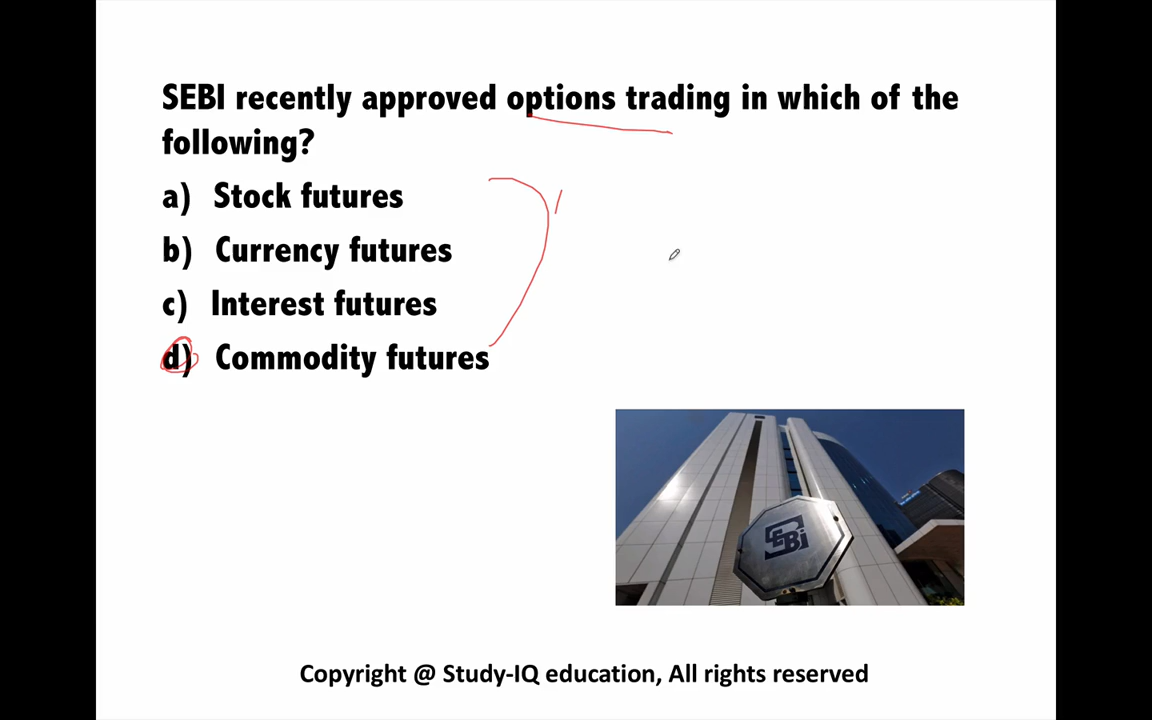 SEBI recently approved options trading in which of the
following?
a) Stock futures
b) Currency futures
c) Interest futures
d) Commodity futures
SEBI
Copyright @ Study-IQ education, All rights reserved